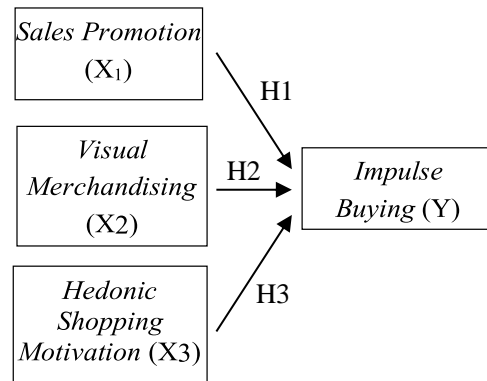 Sales Promotion
(X₁)
H1
Visual
Merchandising
(X2)
H2
Impulse
Buying (Y)
Hedonic
Shopping
Motivation (X3)
H3